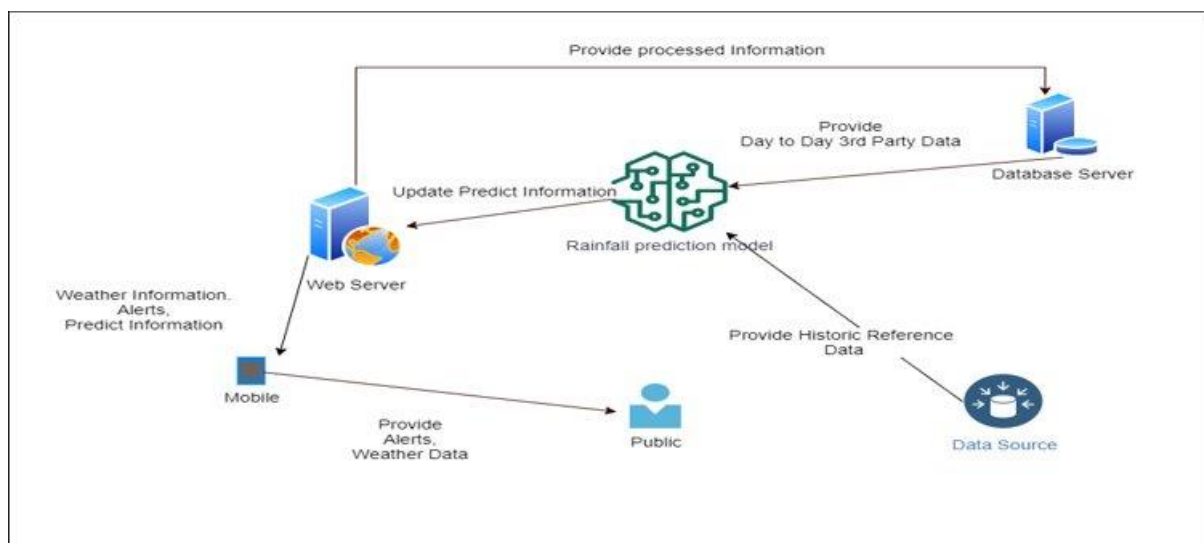 Provide processed Information
Provide
Day to Day 3rd Party Data
Database Server
Update Predict Information
Rainfall prediction model
Web Server
Weather Information.
Alerts,
Predict Information
Provide Historic Reference
Data
Mobile
Provide
Alerts,
Weather Data
Public
Data Source